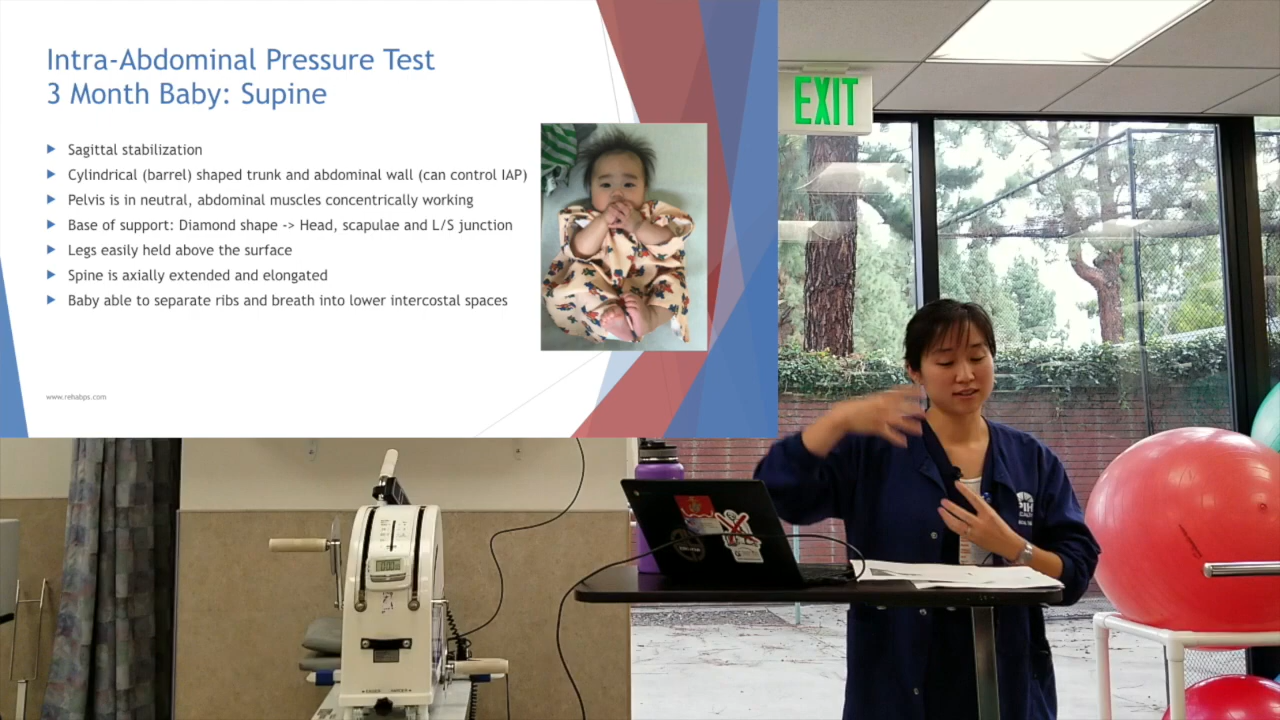 Intra-Abdominal Pressure Test
3 Month Baby: Supine
Sagittal stabilization
Cylindrical (barrel) shaped trunk and abdominal wall (can control IAP)
Pelvis is in neutral, abdominal muscles concentrically working
Base of support: Diamond shape -> Head, scapulae and L/S junction
Legs easily held above the surface
Spine is axially extended and elongated
Baby able to separate ribs and breath into lower intercostal spaces
www.rehabps.com
EXIT
PIH